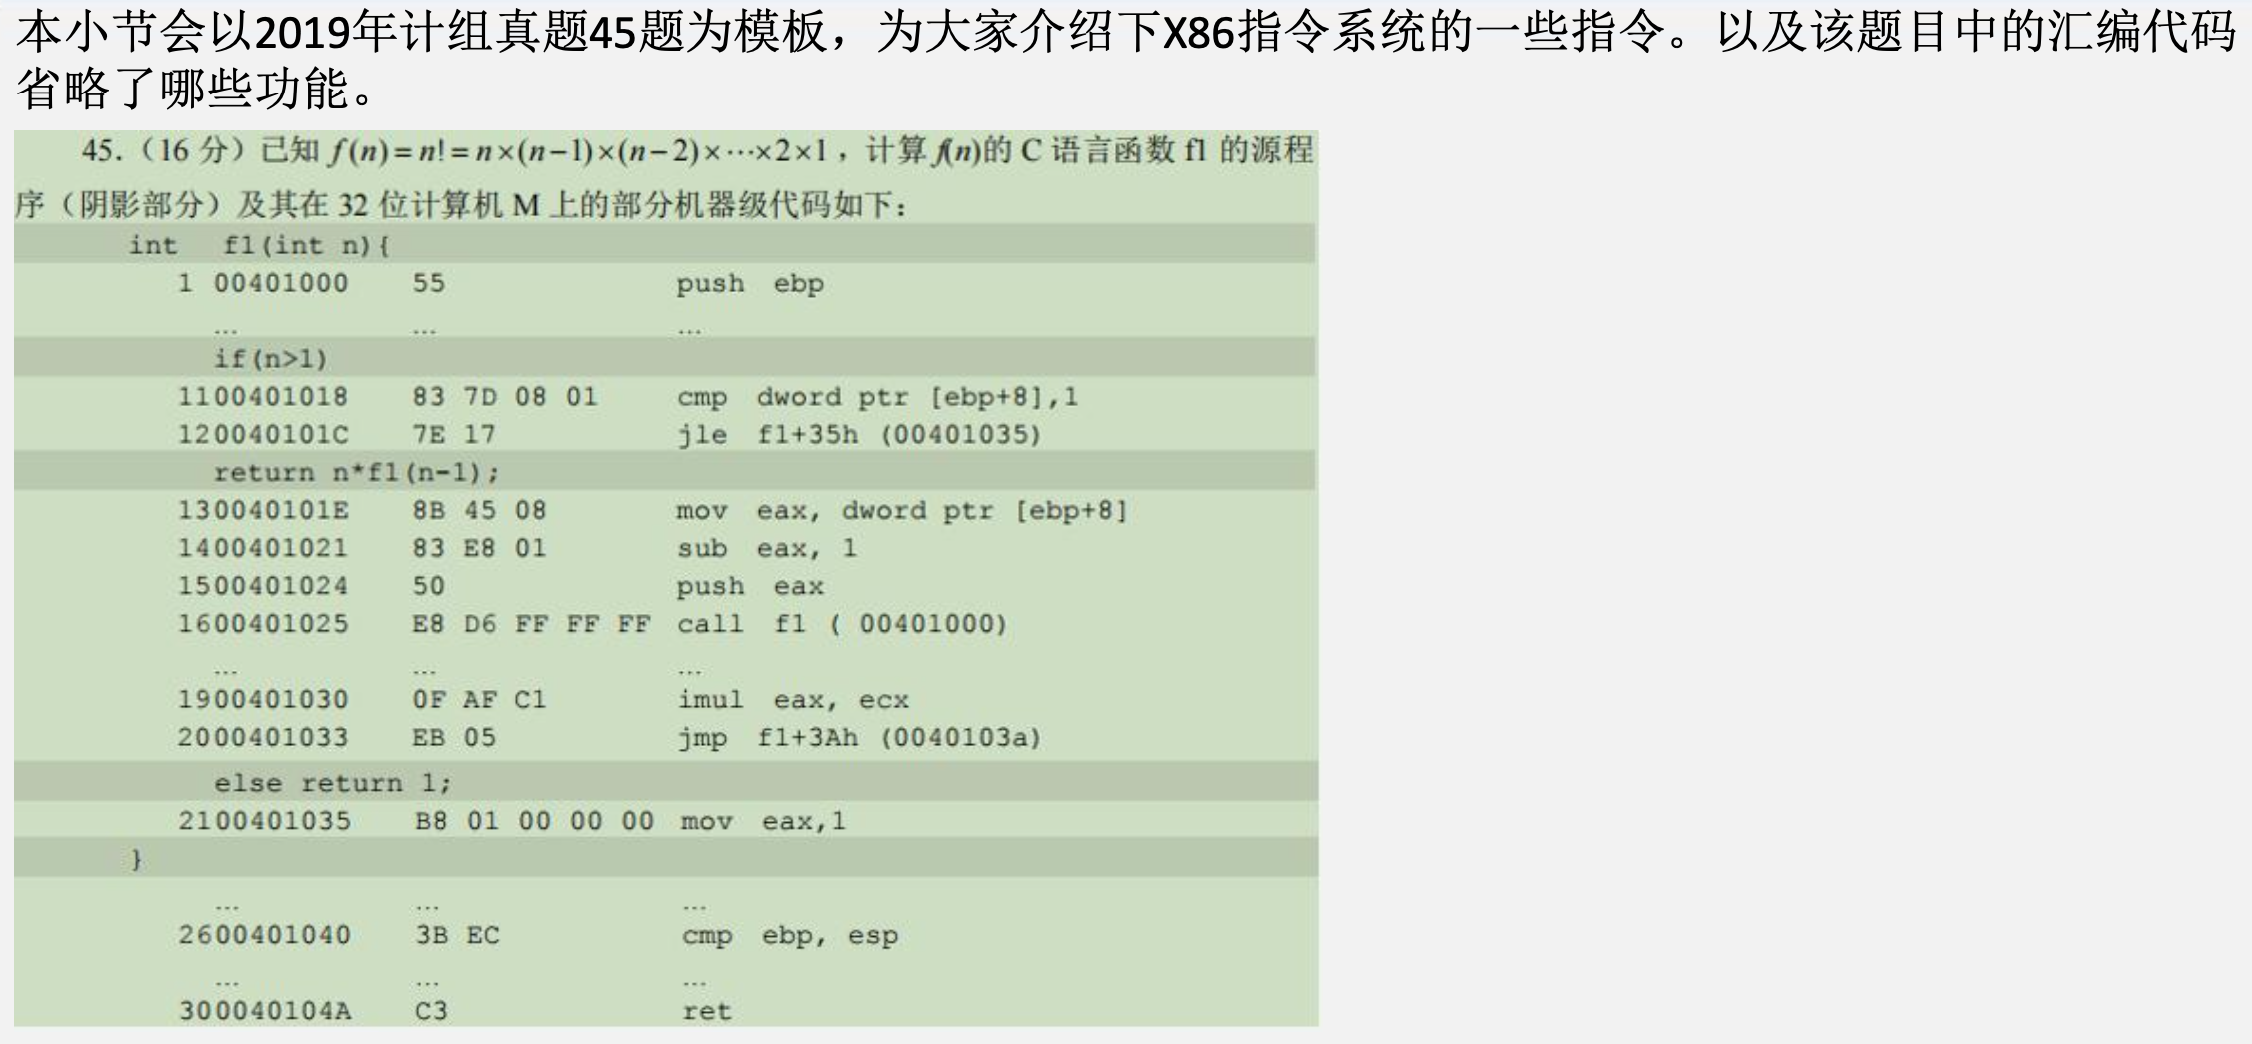 本小节会以2019年计组真题45题为模板，为大家介绍下X86指令系统的一些指令。以及该题目中的汇编代码
省略了哪些功能。
45.（16 分）已知 f(n)=n!=n×(n−1)×(n−2)×⋯×2×1，计算 f(n)的 C 语言函数 f1 的源程
序（阴影部分）及其在 32 位计算机 M 上的部分机器级代码如下：
int f1(int n){
1 00401000 55 push ebp
... ... ...
if(n>1)
1100401018 83 7D 08 01 cmp dword ptr [ebp+8],1
120040101C 7E 17 jle f1+35h (00401035)
return n*f1(n-1);
130040101E 8B 45 08 mov eax, dword ptr [ebp+8]
1400401021 83 E8 01 sub eax, 1
1500401024 50 push eax
1600401025 E8 D6 FF FF FF call f1 ( 00401000)
... ... ...
1900401030 0F AF C1 imul eax, ecx
2000401033 EB 05 jmp f1+3Ah (0040103a)
else return 1;
2100401035 B8 01 00 00 00 mov eax,1
}
... ... ...
2600401040 3B EC cmp ebp, esp
... ... ...
300040104A C3 ret